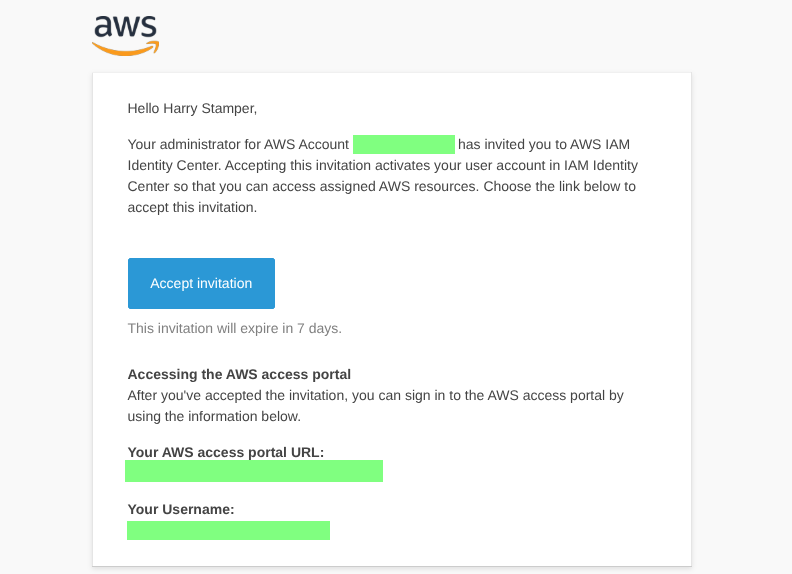 aws
Hello Harry Stamper,
Your administrator for AWS Account has invited you to AWS IAM
Identity Center. Accepting this invitation activates your user account in IAM Identity
Center so that you can access assigned AWS resources. Choose the link below to
accept this invitation.
Accept invitation
This invitation will expire in 7 days.
Accessing the AWS access portal
After you've accepted the invitation, you can sign in to the AWS access portal by
using the information below.
Your AWS access portal URL:
Your Username: